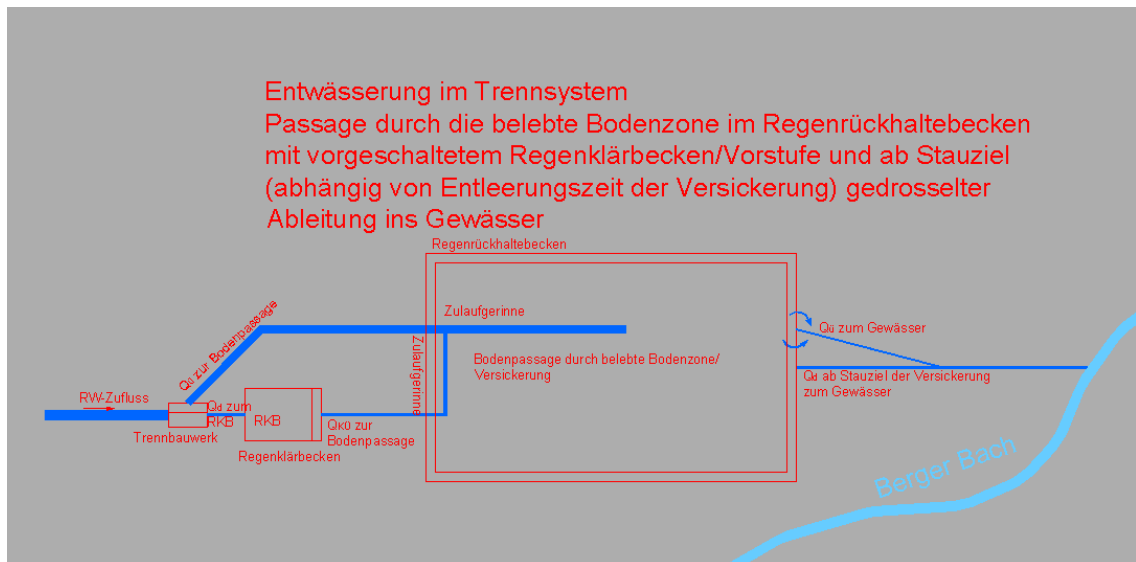 Entwässerung im Trennsystem
Passage durch die belebte Bodenzone im Regenrückhaltebecken
mit vorgeschaltetem Regenklärbecken/Vorstufe und ab Stauziel
(abhängig von Entleerungszeit der Versickerung) gedrosselter
Ableitung ins Gewässer
Regenrückhaltebecken
Qü zur Bodenpassage
Zulaufgerinne
Zulaufgerinne
Qü zum Gewässer
Bodenpassage durch belebte Bodenzone/
Versickerung
Qd ab Stauziel der Versickerung
zum Gewässer
RW-Zufluss
Qd zum
RKB
RKB
QKÜ zur
Bodenpassage
Trennbauwerk
Regenklärbecken
Berger Bach